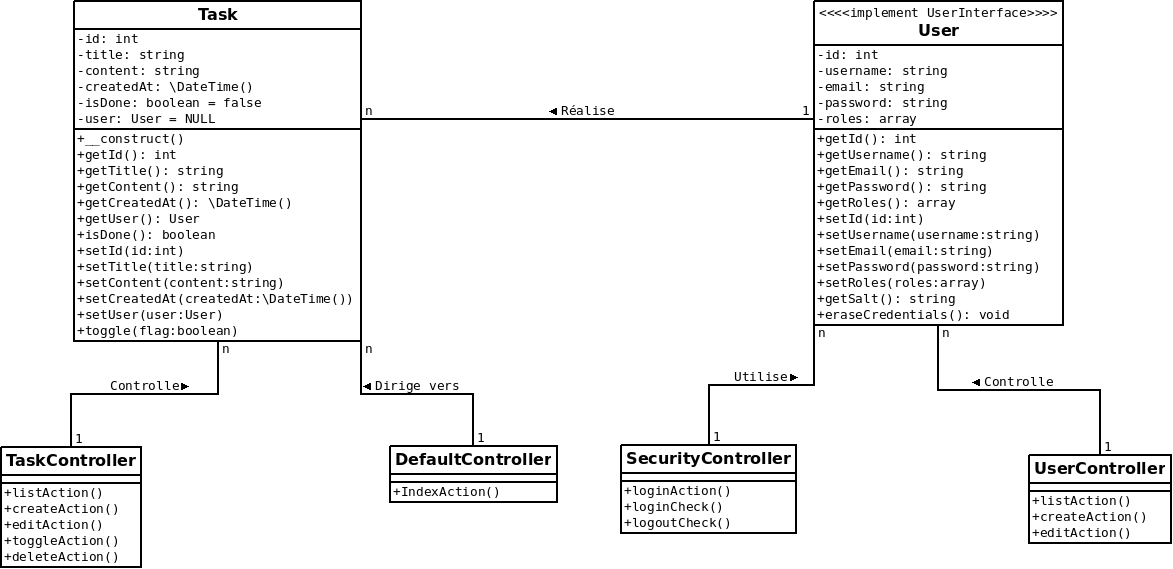 Task
-id: int
-title: string
-content: string
-createdAt: \DateTime()
-isDone: boolean = false
-user: User = NULL
+__construct()
+getId(): int
+getTitle(): string
+getContent(): string
+getCreatedAt(): \DateTime()
+getUser(): User
+isDone(): boolean
+setId(id:int)
+setTitle(title:string)
+setContent(content:string)
+setCreatedAt(createdAt:\DateTime())
+setUser(user:User)
+toggle(flag:boolean)
n
◄ Réalise
1
<<<<implement UserInterface>>>>
User
-id: int
-username: string
-email: string
-password: string
-roles: array
+getId(): int
+getUsername(): string
+getEmail(): string
+getPassword(): string
+getRoles(): array
+setId(id:int)
+setUsername(username:string)
+setEmail(email:string)
+setPassword(password:string)
+setRoles(roles:array)
+getSalt(): string
+eraseCredentials(): void
n
Controlle►
1
n
◄Dirige vers
1
n
Utilise►
1
n
◄Controlle
1
TaskController
+listAction()
+createAction()
+editAction()
+toggleAction()
+deleteAction()
DefaultController
+IndexAction()
SecurityController
+loginAction()
+loginCheck()
+logoutCheck()
UserController
+listAction()
+createAction()
+editAction()